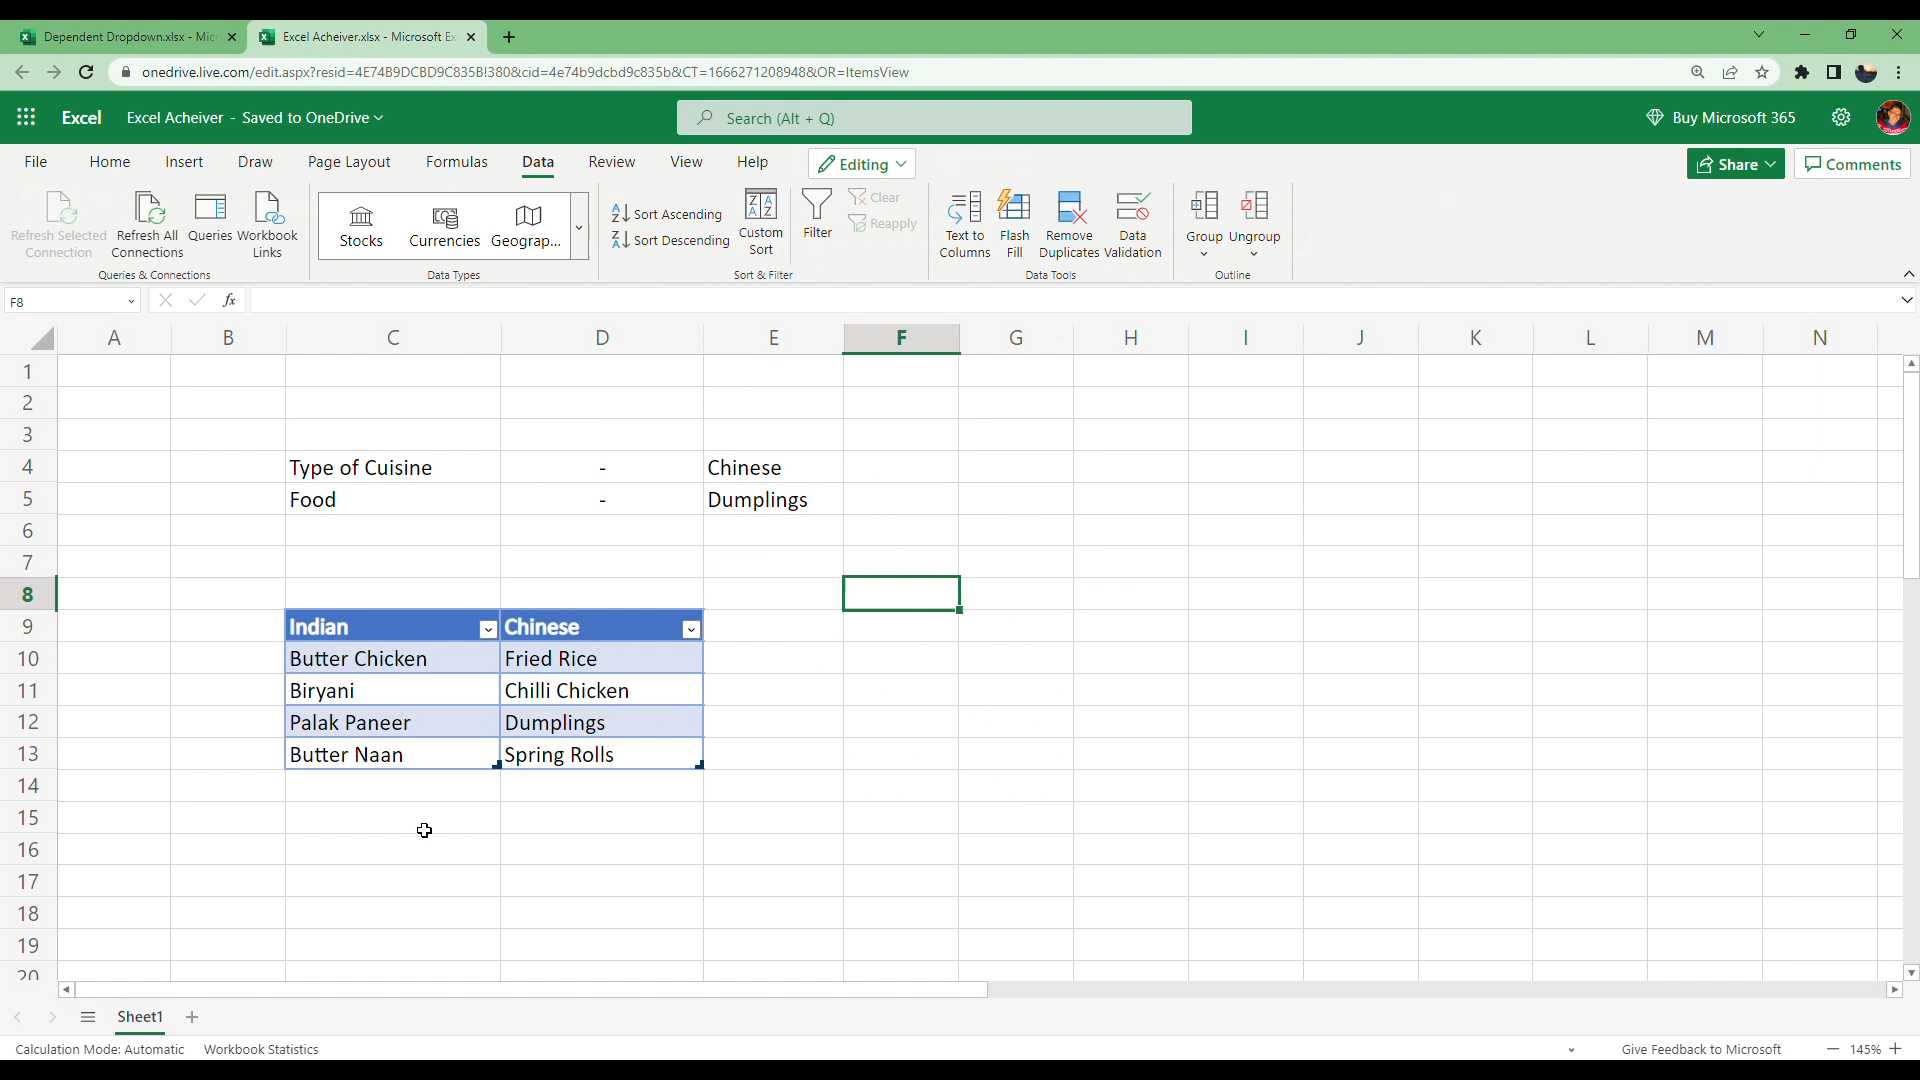 Dependent Dropdown.xlsx - Micr
Excel Acheiver.xlsx - Microsoft Ex
onedrive.live.com/edit.aspx?resid=4E74B9DCBD9C835B!380&cid=4e74b9dcbd9c835b&CT=1666271208948&OR=ItemsView
Excel Excel Acheiver - Saved to OneDrive
Search (Alt + Q)
Buy Microsoft 365
File Home Insert Draw Page Layout Formulas Data Review View Help Editing
Share Comments
Refresh Selected Connection
Refresh All Connections
Queries
Workbook Links
Queries & Connections
Stocks Currencies Geograp...
Data Types
Sort Ascending
Sort Descending
Custom Sort
Filter
Clear
Reapply
Sort & Filter
Text to Columns
Flash Fill
Remove Duplicates
Data Validation
Data Tools
Group Ungroup
Outline
F8 fx
A B C D E F G H I J K L M N
1
2
3
4 Type of Cuisine - Chinese
5 Food - Dumplings
6
7
8
9 Indian Chinese
10 Butter Chicken Fried Rice
11 Biryani Chilli Chicken
12 Palak Paneer Dumplings
13 Butter Naan Spring Rolls
14
15
16
17
18
19
20
Sheet1
Calculation Mode: Automatic Workbook Statistics
Give Feedback to Microsoft 145%